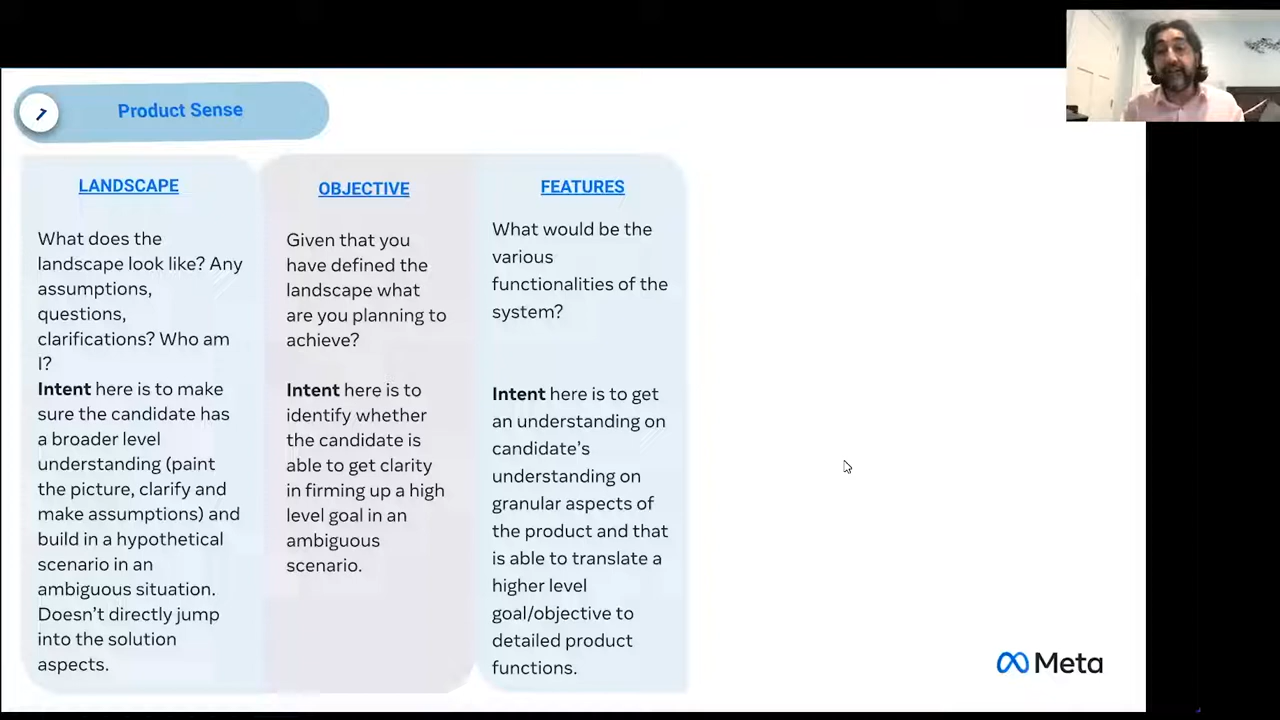 1
Product Sense
LANDSCAPE
What does the
landscape look like? Any
assumptions,
questions,
clarifications? Who am
I?
Intent here is to make
sure the candidate has
a broader level
understanding (paint
the picture, clarify and
make assumptions) and
build in a hypothetical
scenario in an
ambiguous situation.
Doesn't directly jump
into the solution
aspects.
OBJECTIVE
Given that you
have defined the
landscape what
are you planning to
achieve?
Intent here is to
identify whether
the candidate is
able to get clarity
in firming up a high
level goal in an
ambiguous
scenario.
FEATURES
What would be the
various
functionalities of the
system?
Intent here is to get
an understanding on
candidate's
understanding on
granular aspects of
the product and that
is able to translate a
higher level
goal/objective to
detailed product
functions.
Meta